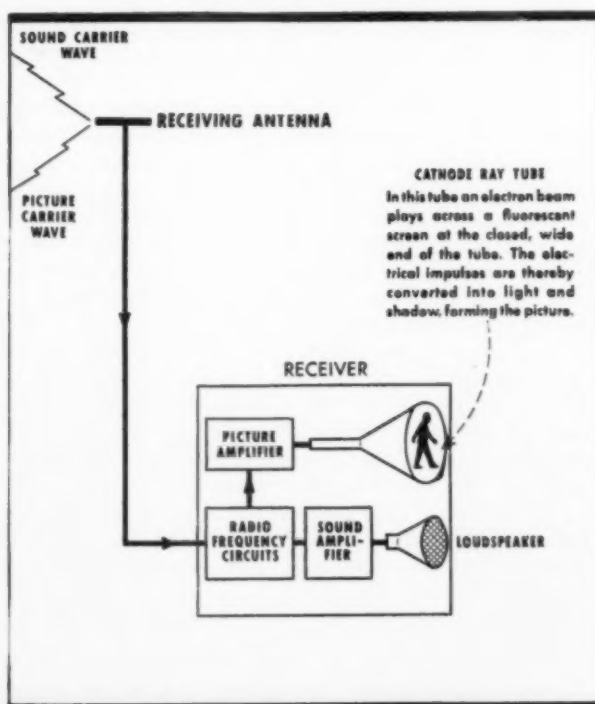 SOUND CARRIER
WAVE
RECEIVING ANTENNA
PICTURE
CARRIER
WAVE
CATHODE RAY TUBE
In this tube an electron beam
plays across a fluorescent
screen at the closed, wide
end of the tube. The elec-
trical impulses are thereby
converted into light and
shadow, forming the picture.
RECEIVER
PICTURE
AMPLIFIER
RADIO
FREQUENCY
CIRCUITS
SOUND
AMPLI-
FIER
LOUDSPEAKER